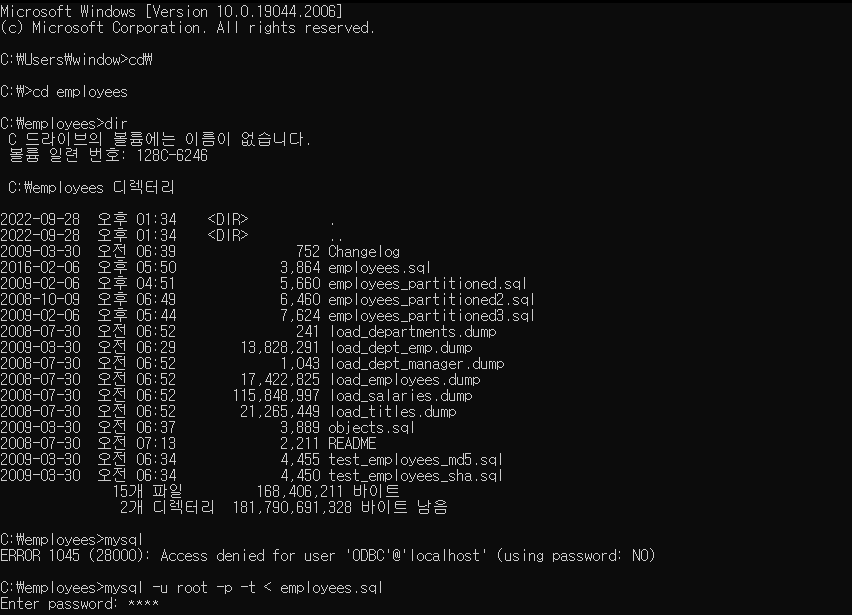 Microsoft Windows [Version 10.0.19044.2006]
(c) Microsoft Corporation. All rights reserved.
C:₩Users₩window>cd₩
C:₩>cd employees
C:₩employees>dir
 C 드라이브의 볼륨에는 이름이 없습니다.
 볼륨 일련 번호: 128C-6246
 C:₩employees 디렉터리
2022-09-28  오후 01:34    <DIR>          .
2022-09-28  오후 01:34    <DIR>          ..
2009-03-30  오전 06:39               752 Changelog
2016-02-06  오후 05:50             3,864 employees.sql
2009-02-06  오후 04:51             5,660 employees_partitioned.sql
2008-10-09  오후 06:49             6,460 employees_partitioned2.sql
2009-02-06  오후 05:44             7,624 employees_partitioned3.sql
2008-07-30  오전 06:52               241 load_departments.dump
2009-03-30  오전 06:29        13,828,291 load_dept_emp.dump
2008-07-30  오전 06:52             1,043 load_dept_manager.dump
2008-07-30  오전 06:52        17,422,825 load_employees.dump
2008-07-30  오전 06:52       115,848,997 load_salaries.dump
2008-07-30  오전 06:52        21,265,449 load_titles.dump
2009-03-30  오전 06:37             3,889 objects.sql
2008-07-30  오전 07:13             2,211 README
2009-03-30  오전 06:34             4,455 test_employees_md5.sql
2009-03-30  오전 06:34             4,450 test_employees_sha.sql
              15개 파일         168,406,211 바이트
               2개 디렉터리  181,790,691,328 바이트 남음
C:₩employees>mysql
ERROR 1045 (28000): Access denied for user 'ODBC'@'localhost' (using password: NO)
C:₩employees>mysql -u root -p -t < employees.sql
Enter password: ****